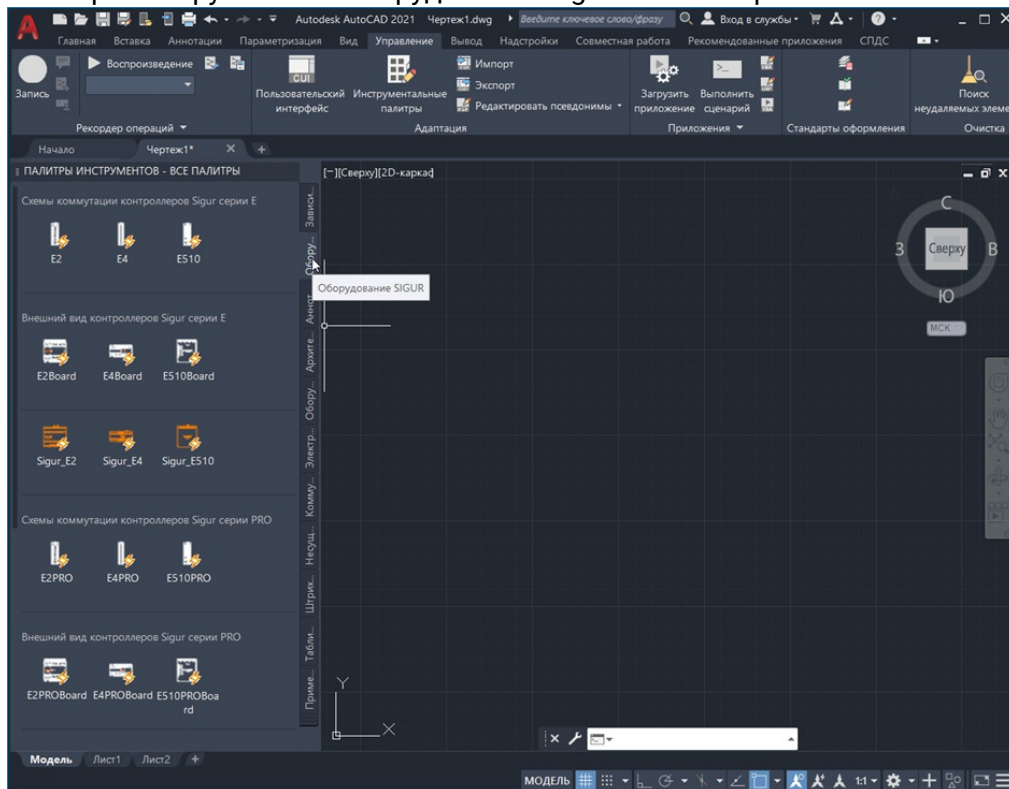 Autodesk AutoCAD 2021 Чертеж1.dwg Введите ключевое слово/фразу Вход в службы
Главная Вставка Аннотации Параметризация Вид Управление Вывод Надстройки Совместная работа Рекомендованные приложения СПДС
Запись
Воспроизведение
CUI
Пользовательский интерфейс
Инструментальные палитры
Импорт
Экспорт
Редактировать псевдонимы
Загрузить приложение
Выполнить сценарий
Поиск
неудаляемых элеме
Рекордер операций Адаптация Приложения Стандарты оформления Очистка
Начало Чертеж1*
ПАЛИТРЫ ИНСТРУМЕНТОВ - ВСЕ ПАЛИТРЫ
[−][Сверху][2D-каркас]
Схемы коммутации контроллеров Sigur серии E
E2 E4 E510
Внешний вид контроллеров Sigur серии E
E2Board E4Board E510Board
Sigur_E2 Sigur_E4 Sigur_E510
Схемы коммутации контроллеров Sigur серии PRO
E2PRO E4PRO E510PRO
Внешний вид контроллеров Sigur серии PRO
E2PROBoard E4PROBoard E510PROBoa
rd
Зависи...
Обору...
Оборудование SIGUR
Аннот
Архите...
Обору...
Электр...
Комму...
Несущ...
Штрих...
Табли...
Приме...
С
З Сверху В
Ю
МСК
Y
X
Модель Лист1 Лист2
МОДЕЛЬ 1:1